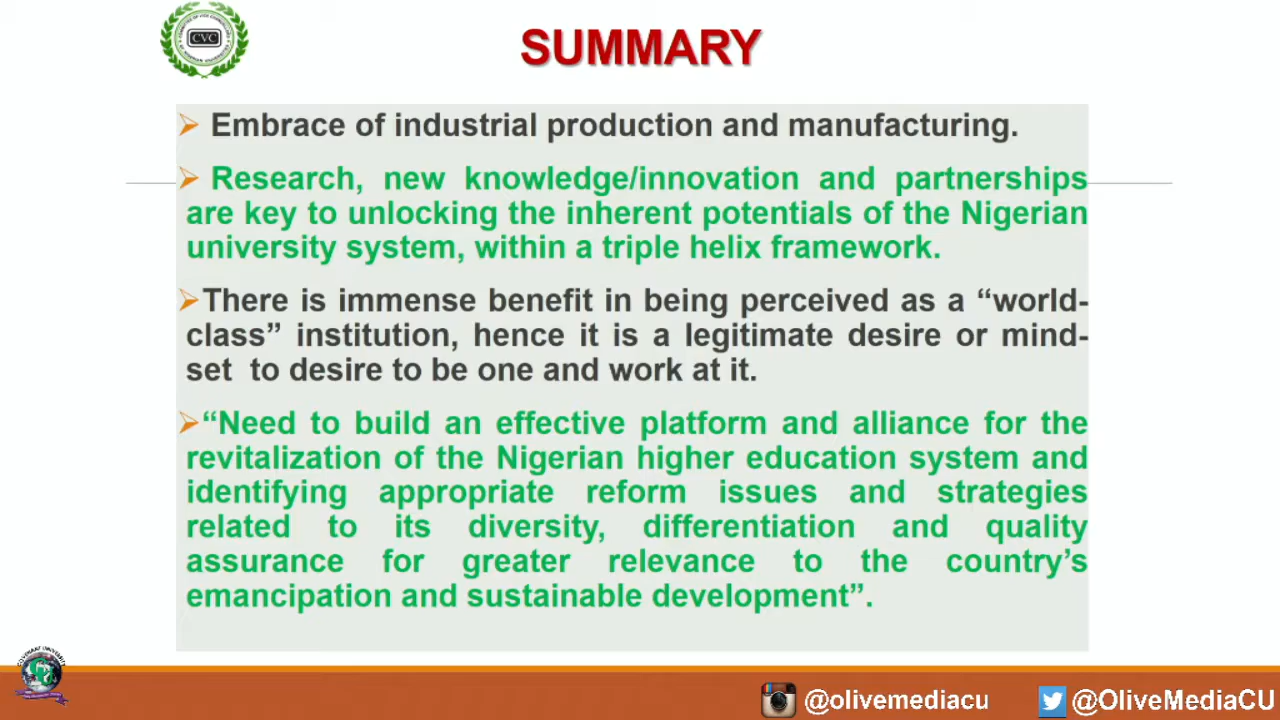 CVC
SUMMARY
➢ Embrace of industrial production and manufacturing.
➢ Research, new knowledge/innovation and partnerships
are key to unlocking the inherent potentials of the Nigerian
university system, within a triple helix framework.
➢There is immense benefit in being perceived as a “world-
class” institution, hence it is a legitimate desire or mind-
set to desire to be one and work at it.
➢“Need to build an effective platform and alliance for the
revitalization of the Nigerian higher education system and
identifying appropriate reform issues and strategies
related to its diversity, differentiation and quality
assurance for greater relevance to the country’s
emancipation and sustainable development”.
COVENANT UNIVERSITY
@olivemediacu
@OliveMediaCU